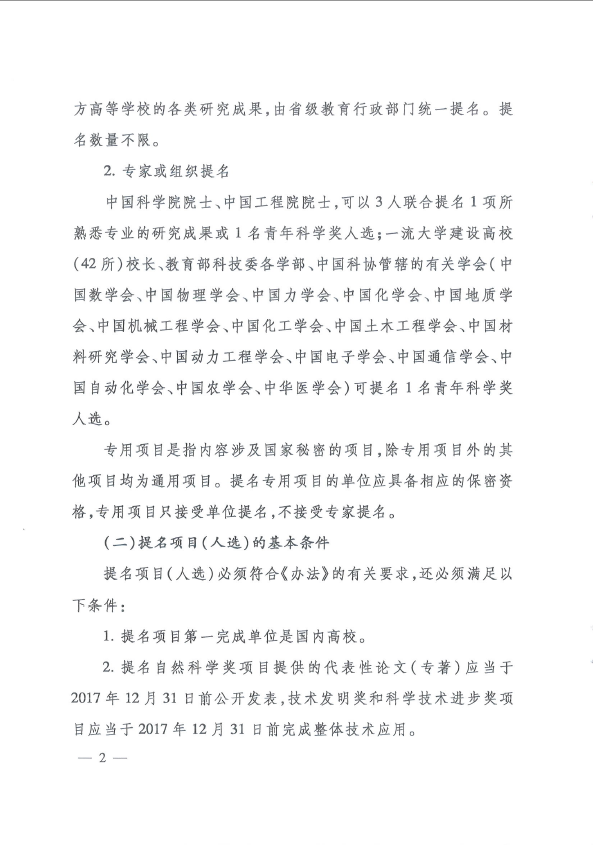 方高等学校的各类研究成果,由省级教育行政部门统一提名。提
名数量不限。
2. 专家或组织提名
中国科学院院士、中国工程院院士,可以 3 人联合提名 1 项所
熟悉专业的研究成果或 1 名青年科学奖人选;一流大学建设高校
(42 所)校长、教育部科技委各学部、中国科协管辖的有关学会(中
国数学会、中国物理学会、中国力学会、中国化学会、中国地质学
会、中国机械工程学会、中国化工学会、中国土木工程学会、中国材
料研究学会、中国动力工程学会、中国电子学会、中国通信学会、中
国自动化学会、中国农学会、中华医学会)可提名 1 名青年科学奖
人选。
专用项目是指内容涉及国家秘密的项目,除专用项目外的其
他项目均为通用项目。提名专用项目的单位应具备相应的保密资
格,专用项目只接受单位提名,不接受专家提名。
(二)提名项目(人选)的基本条件
提名项目(人选)必须符合《办法》的有关要求,还必须满足以
下条件:
1. 提名项目第一完成单位是国内高校。
2. 提名自然科学奖项目提供的代表性论文(专著)应当于
2017 年 12 月 31 日前公开发表,技术发明奖和科学技术进步奖项
目应当于 2017 年 12 月 31 日前完成整体技术应用。
— 2 —